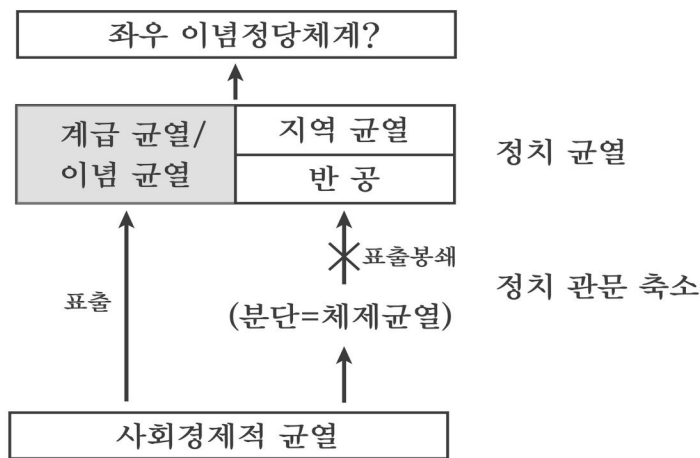 좌우 이념정당체계?
계급 균열/
이념 균열
지역 균열
반 공
정치 균열
표출봉쇄
정치 관문 축소
표출
(분단=체제균열)
사회경제적 균열